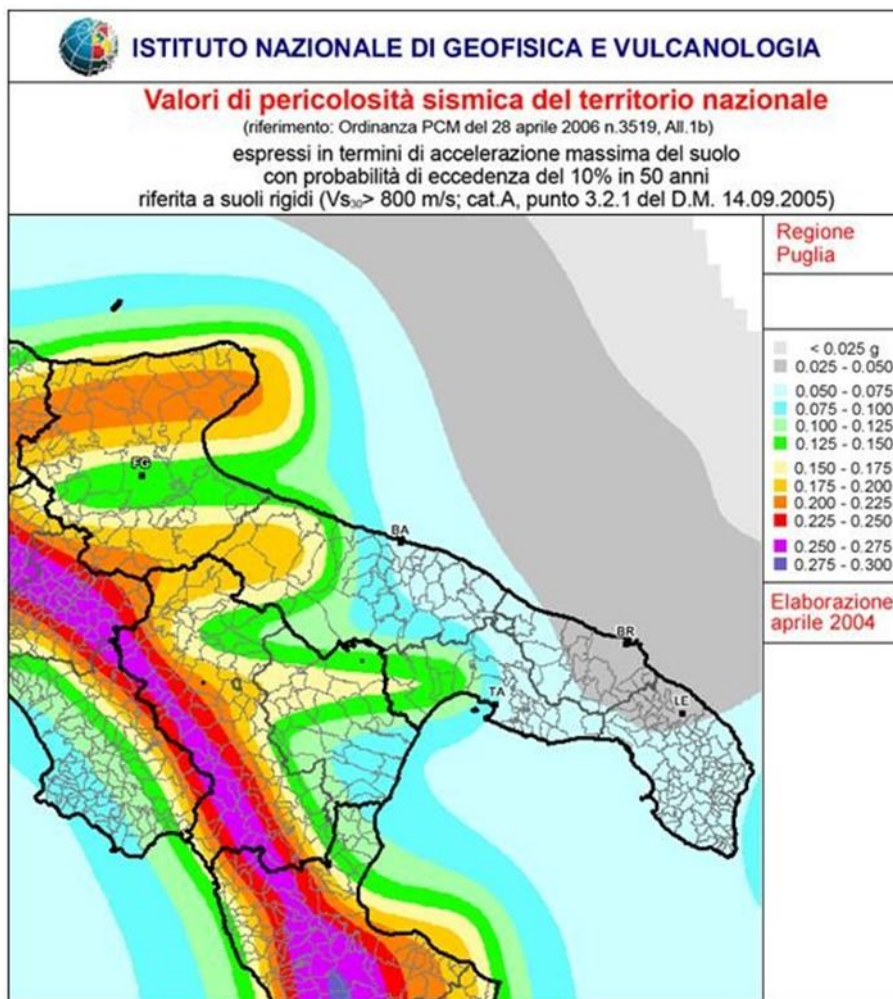 ISTITUTO NAZIONALE DI GEOFISICA E VULCANOLOGIA
Valori di pericolosità sismica del territorio nazionale
(riferimento: Ordinanza PCM del 28 aprile 2006 n.3519, All.1b)
espressi in termini di accelerazione massima del suolo
con probabilità di eccedenza del 10% in 50 anni
riferita a suoli rigidi (Vs₃₀> 800 m/s; cat.A, punto 3.2.1 del D.M. 14.09.2005)
Regione
Puglia
< 0.025 g
0.025 - 0.050
0.050 - 0.075
0.075 - 0.100
0.100 - 0.125
0.125 - 0.150
0.150 - 0.175
0.175 - 0.200
0.200 - 0.225
0.225 - 0.250
0.250 - 0.275
0.275 - 0.300
Elaborazione
aprile 2004
FG
BA
BR
TA
LE